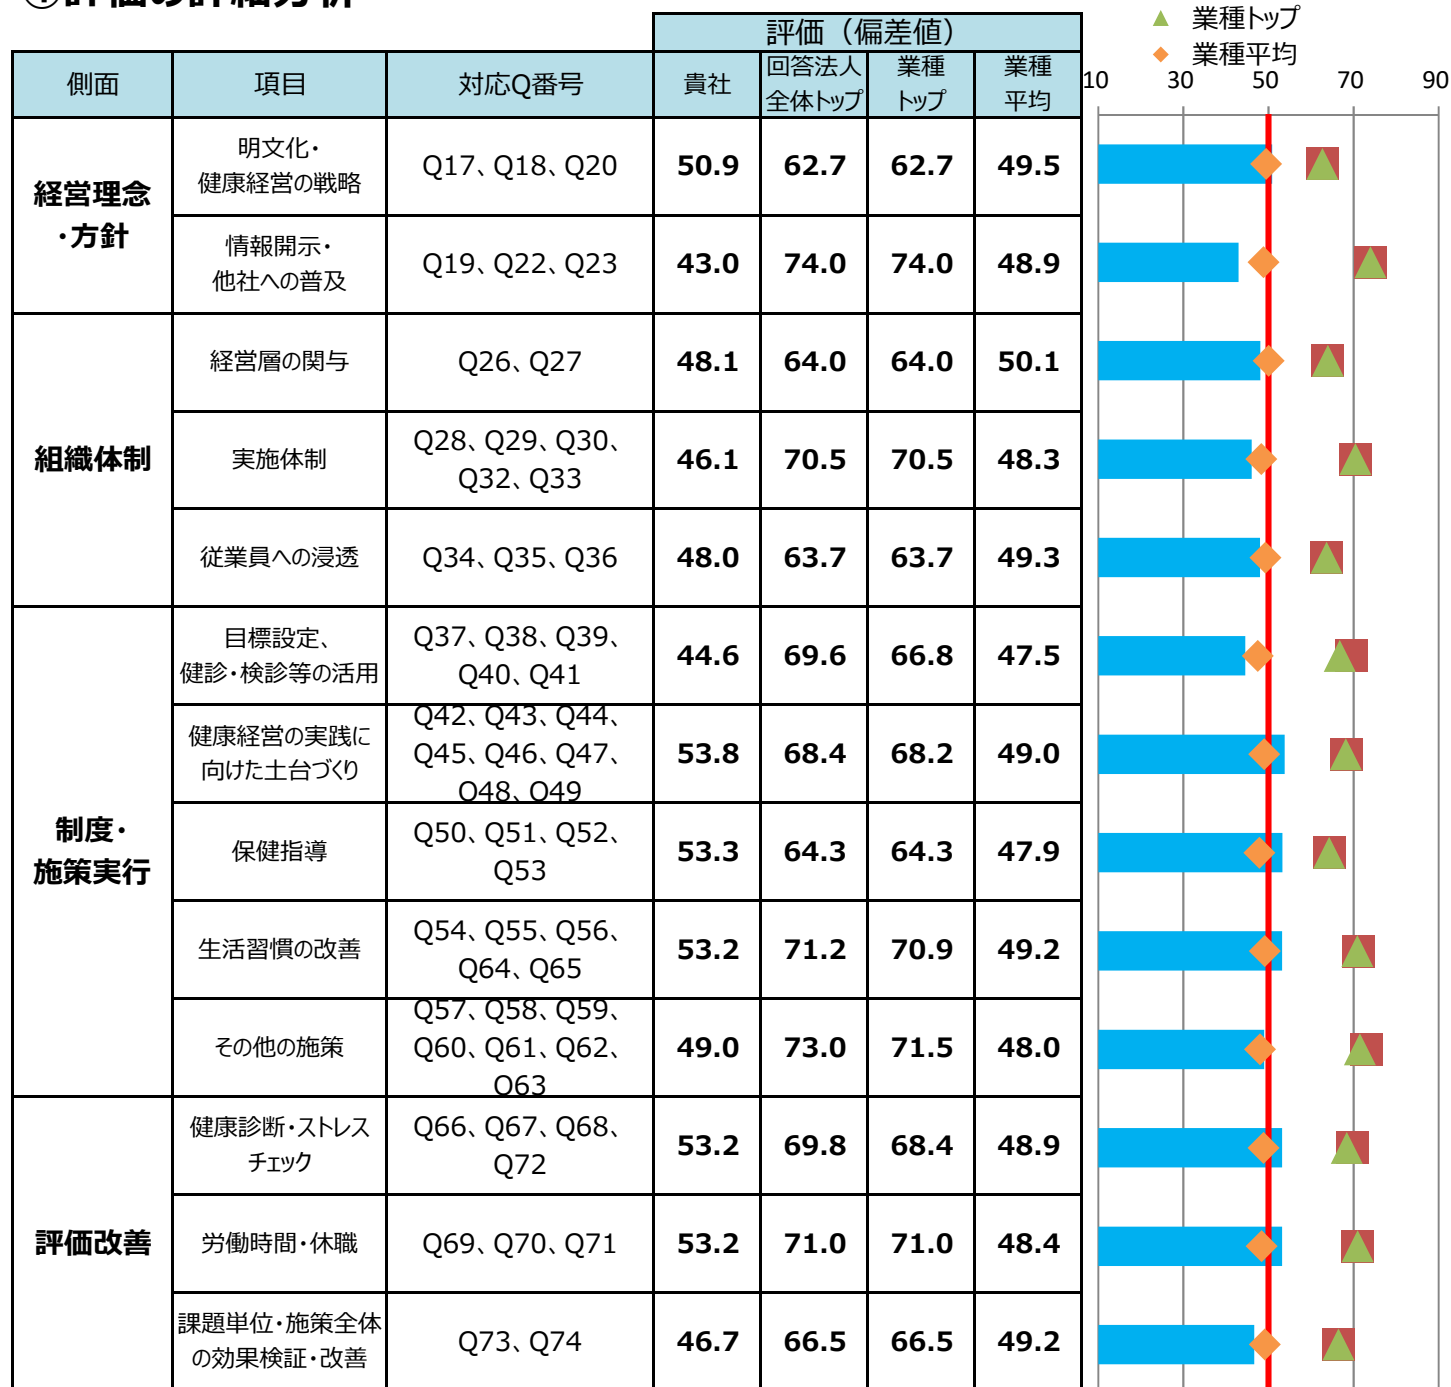 ④評価の詳細分析
業種トップ
業種平均
評価（偏差値）
側面
項目
対応Q番号
貴社
回答法人
全体トップ
業種
トップ
業種
平均
10 30 50 70 90
経営理念
・方針
明文化・
健康経営の戦略
Q17、Q18、Q20
50.9 62.7 62.7 49.5
情報開示・
他社への普及
Q19、Q22、Q23
43.0 74.0 74.0 48.9
組織体制
経営層の関与
Q26、Q27
48.1 64.0 64.0 50.1
実施体制
Q28、Q29、Q30、
Q32、Q33
46.1 70.5 70.5 48.3
従業員への浸透
Q34、Q35、Q36
48.0 63.7 63.7 49.3
制度・
施策実行
目標設定、
健診・検診等の活用
Q37、Q38、Q39、
Q40、Q41
44.6 69.6 66.8 47.5
健康経営の実践に
向けた土台づくり
Q42、Q43、Q44、
Q45、Q46、Q47、
Q48、Q49
53.8 68.4 68.2 49.0
保健指導
Q50、Q51、Q52、
Q53
53.3 64.3 64.3 47.9
生活習慣の改善
Q54、Q55、Q56、
Q64、Q65
53.2 71.2 70.9 49.2
その他の施策
Q57、Q58、Q59、
Q60、Q61、Q62、
Q63
49.0 73.0 71.5 48.0
評価改善
健康診断・ストレス
チェック
Q66、Q67、Q68、
Q72
53.2 69.8 68.4 48.9
労働時間・休職
Q69、Q70、Q71
53.2 71.0 71.0 48.4
課題単位・施策全体
の効果検証・改善
Q73、Q74
46.7 66.5 66.5 49.2